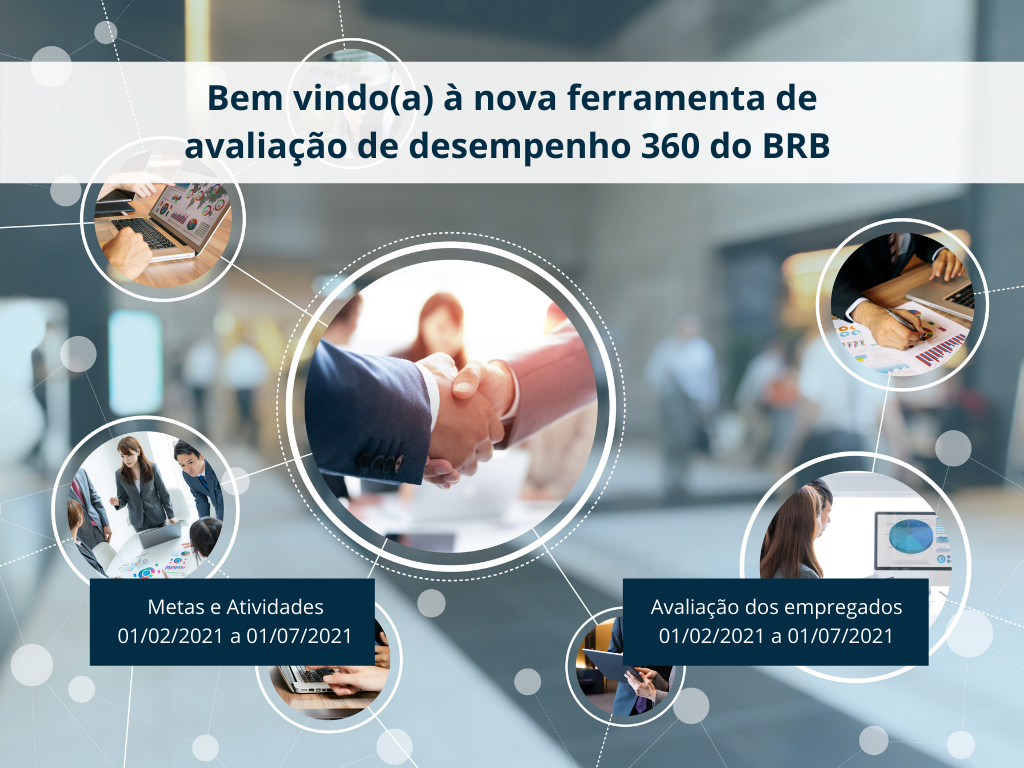 Bem vindo(a) à nova ferramenta de
avaliação de desempenho 360 do BRB
Metas e Atividades
01/02/2021 a 01/07/2021
Avaliação dos empregados
01/02/2021 a 01/07/2021